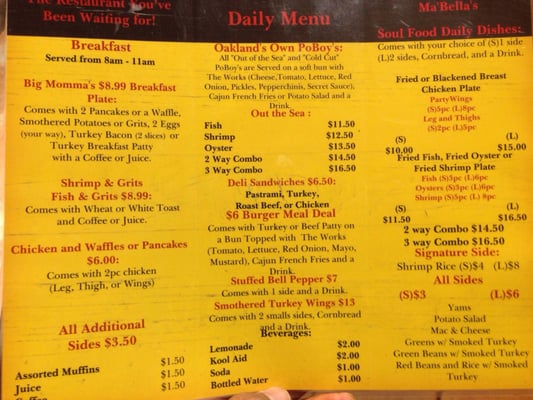 The Restaurant You've
Been Waiting for!
Breakfast
Served from 8am - 11am
Big Momma's $8.99 Breakfast
Plate:
Comes with 2 Pancakes or a Waffle,
Smothered Potatoes or Grits, 2 Eggs
(your way), Turkey Bacon (2 slices) or
Turkey Breakfast Patty
with a Coffee or Juice.
Shrimp & Grits
Fish & Grits $8.99:
Comes with Wheat or White Toast
and Coffee or Juice.
Chicken and Waffles or Pancakes
$6.00:
Comes with 2pc chicken
(Leg, Thigh, or Wings)
All Additional
Sides $3.50
Assorted Muffins $1.50
Juice $1.50
Coffee $1.50
Daily Menu
Oakland's Own PoBoy's:
All "Out of the Sea" and "Cold Cut"
PoBoy's are Served on a soft bun with
The Works (Cheese, Tomato, Lettuce, Red
Onion, Pickles, Pepperchinis, Secret Sauce),
Cajun French Fries or Potato Salad and a
Drink.
Out the Sea :
Fish $11.50
Shrimp $12.50
Oyster $13.50
2 Way Combo $14.50
3 Way Combo $16.50
Deli Sandwiches $6.50:
Pastrami, Turkey,
Roast Beef, or Chicken
$6 Burger Meal Deal
Comes with Turkey or Beef Patty on
a Bun Topped with The Works
(Tomato, Lettuce, Red Onion, Mayo,
Mustard), Cajun French Fries and a
Drink.
Stuffed Bell Pepper $7
Comes with 1 side and a Drink.
Smothered Turkey Wings $13
Comes with 2 small sides, Cornbread
and a Drink.
Beverages:
Lemonade $2.00
Kool Aid $2.00
Soda $1.00
Bottled Water $1.00
Ma'Bella's
Soul Food Daily Dishes:
Comes with your choice of (S)1 side
(L)2 sides, Cornbread, and a Drink.
Fried or Blackened Breast
Chicken Plate
PartyWings
(S)5pc (L)8pc
Leg and Thighs
(S)2pc (L)5pc
(S) (L)
$10.00 $15.00
Fried Fish, Fried Oyster or
Fried Shrimp Plate
Fish (S)3pc (L)6pc
Oysters (S)3pc (L)6pc
Shrimp (S)5pc (L) 8pc
(S) (L)
$11.50 $16.50
2 way Combo $14.50
3 way Combo $16.50
Signature Side:
Shrimp Rice (S)$4 (L)$8
All Sides
(S)$3 (L)$6
Yams
Potato Salad
Mac & Cheese
Greens w/ Smoked Turkey
Green Beans w/ Smoked Turkey
Red Beans and Rice w/ Smoked
Turkey